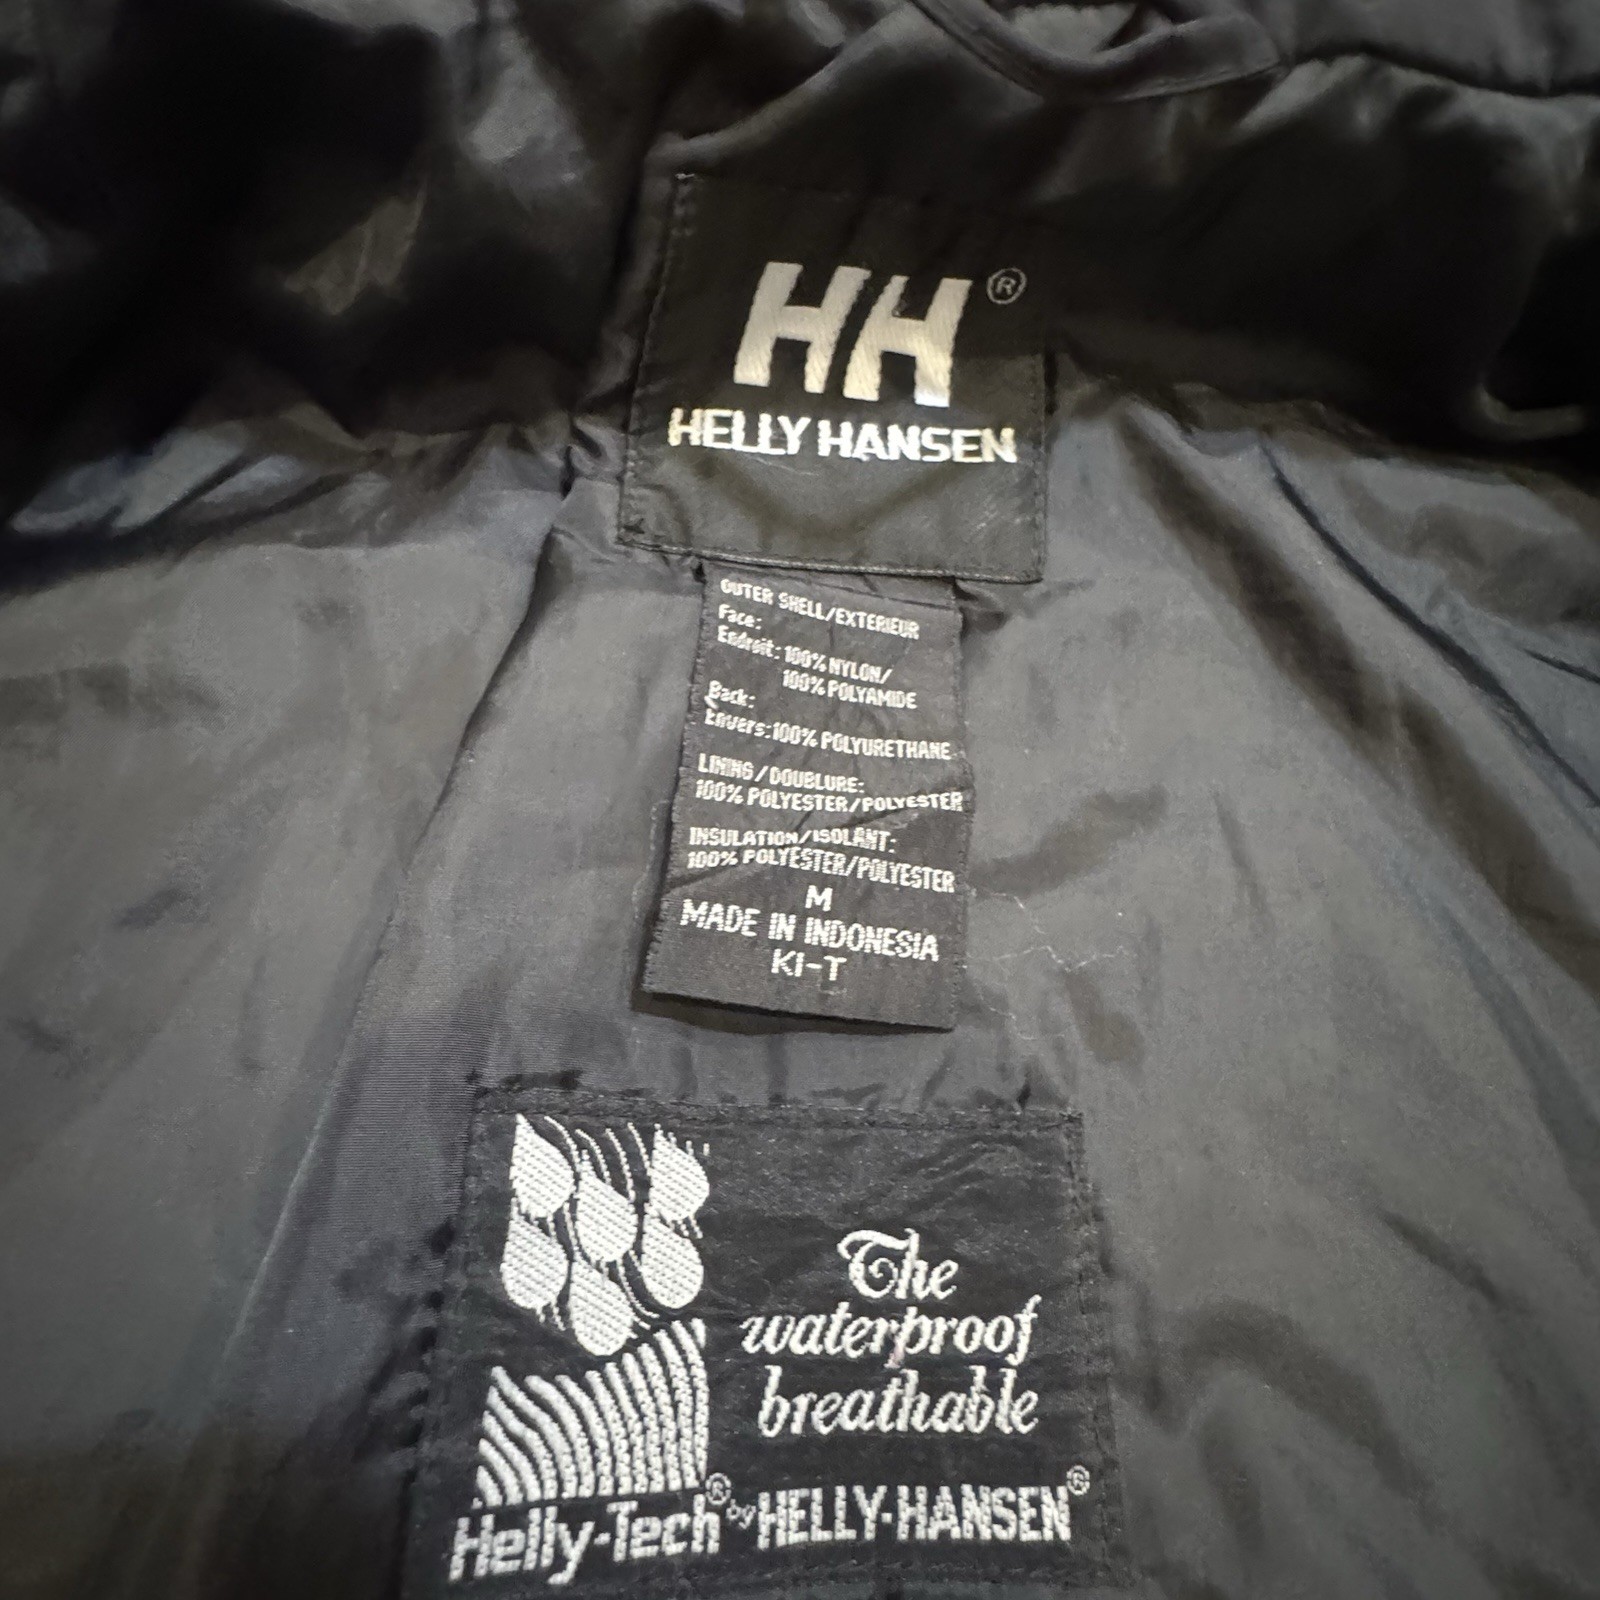 HH®
HELLY HANSEN
OUTER SHELL/EXTERIEUR
Face:
Endroit: 100% NYLON/
100% POLYAMIDE
Back:
Envers: 100% POLYURETHANE
LINING/DOUBLURE:
100% POLYESTER/POLYESTER
INSULATION/ISOLANT:
100% POLYESTER/POLYESTER
M
MADE IN INDONESIA
KI-T
The
waterproof
breathable
Helly-Tech® by HELLY-HANSEN®